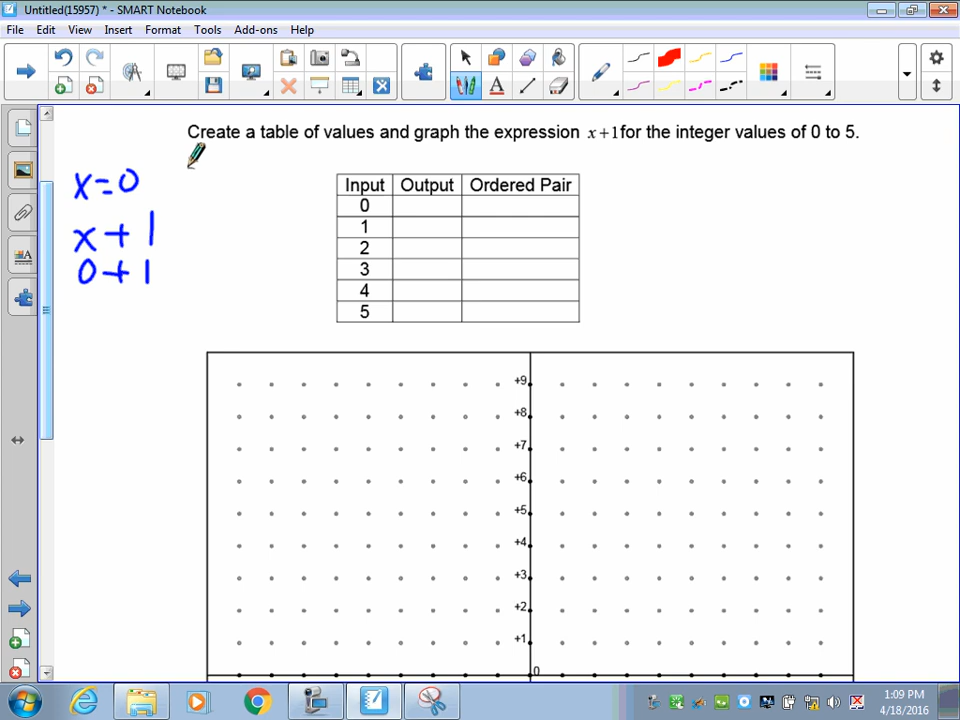 Untitled(15957) * - SMART Notebook
File Edit View Insert Format Tools Add-ons Help
Create a table of values and graph the expression x+1 for the integer values of 0 to 5.
x=0
x+1
0+1
Input Output Ordered Pair
0
1
2
3
4
5
+9
+8
+7
+6
+5
+4
+3
+2
+1
0
1:09 PM
4/18/2016